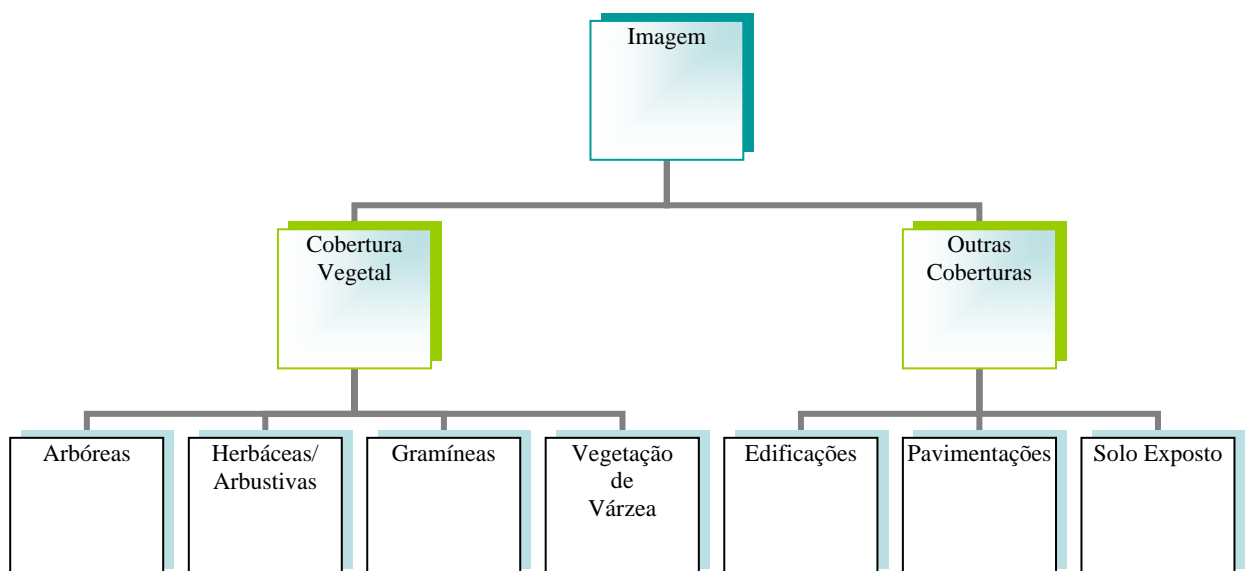 Imagem
Cobertura
Vegetal
Outras
Coberturas
Arbóreas
Herbáceas/
Arbustivas
Gramíneas
Vegetação
de
Várzea
Edificações
Pavimentações
Solo Exposto